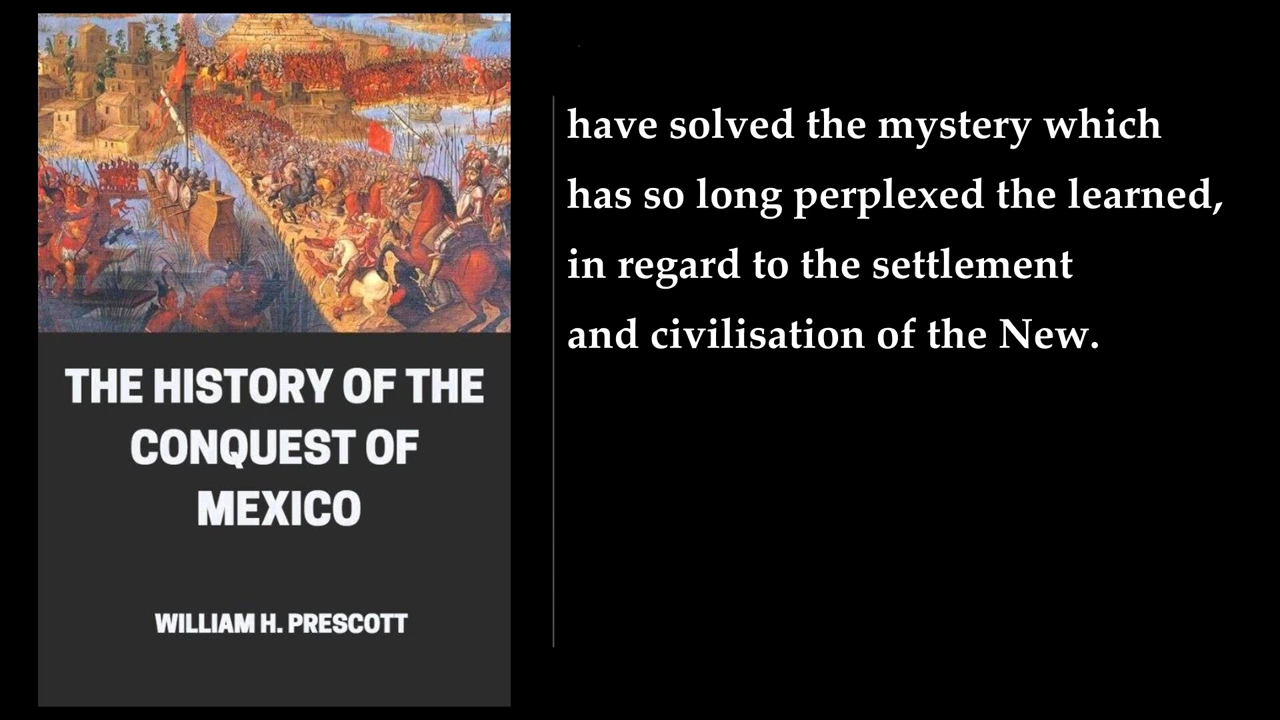 THE HISTORY OF THE
CONQUEST OF
MEXICO
WILLIAM H. PRESCOTT
have solved the mystery which
has so long perplexed the learned,
in regard to the settlement
and civilisation of the New.